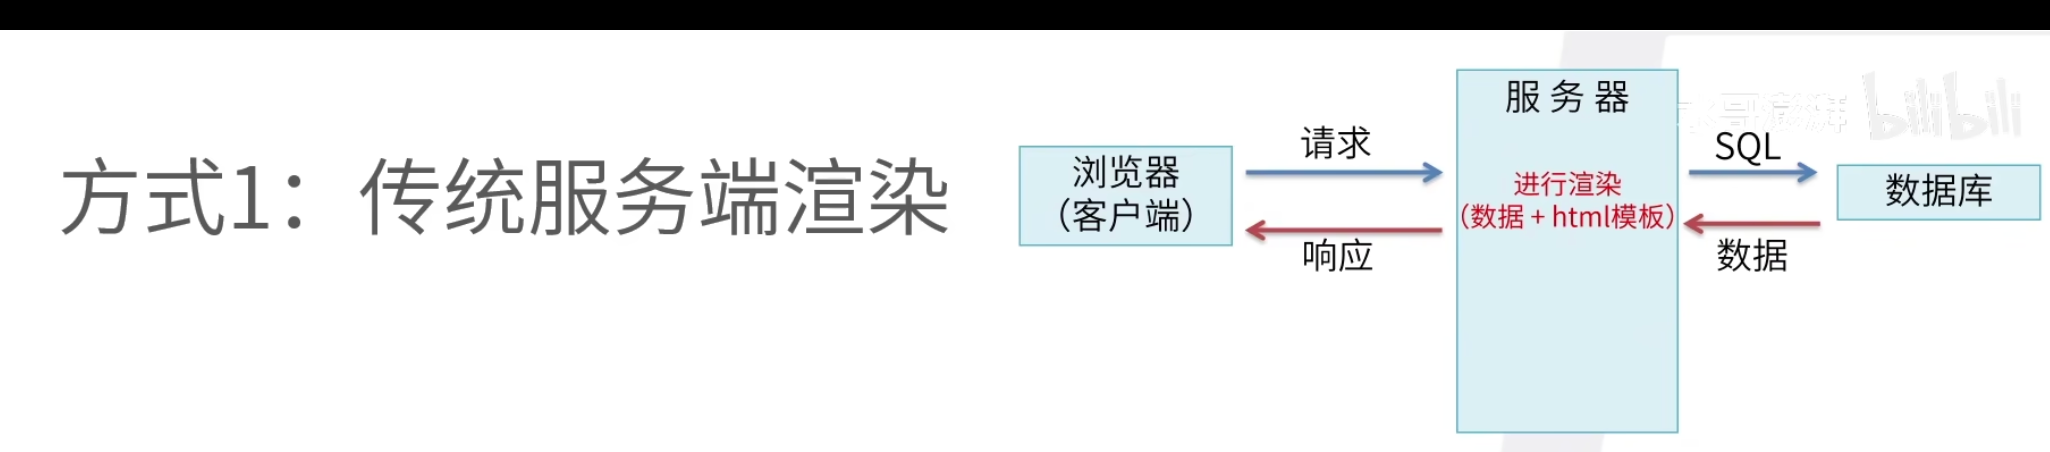 方式1：传统服务端渲染
浏览器
（客户端）
请求
响应
服务器
进行渲染
（数据 + html模板）
SQL
数据
数据库
bilibili